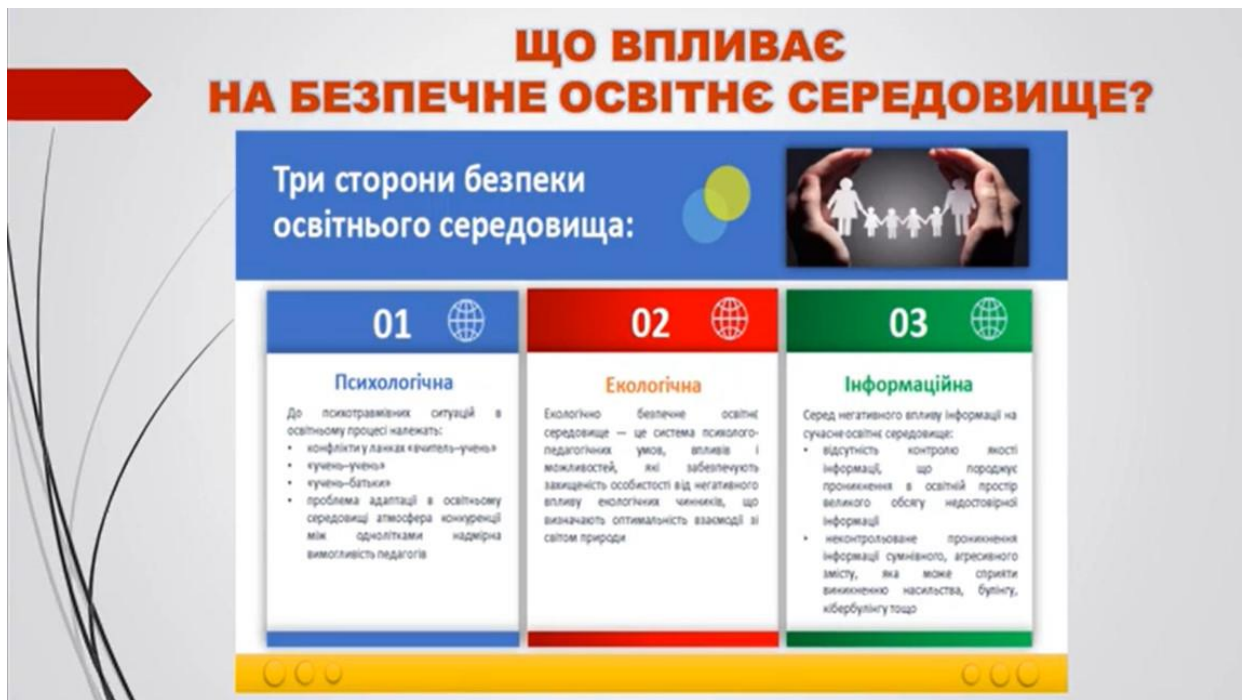 ЩО ВПЛИВАЄ
НА БЕЗПЕЧНЕ ОСВІТНЄ СЕРЕДОВИЩЕ?
Три сторони безпеки
освітнього середовища:
01
Психологічна
До психотравмівних ситуацій в
освітньому процесі належать:
• конфлікти у ланках «вчитель–учень»
• «учень–учень»
• «учень–батьки»
• проблема адаптації в освітньому
середовищі атмосфера конкуренції
між однолітками надмірна
вимогливість педагогів
02
Екологічна
Екологічно безпечне освітнє
середовище — це система психолого-
педагогічних умов, впливів і
можливостей, які забезпечують
захищеність особистості від негативного
впливу екологічних чинників, що
визначають оптимальність взаємодії зі
світом природи
03
Інформаційна
Серед негативного впливу інформації на
сучасне освітнє середовище:
• відсутність контролю якості
інформації, що породжує
проникнення в освітній простір
великого обсягу недостовірної
інформації
• неконтрольоване проникнення
інформації сумнівного, агресивного
змісту, яка може сприяти
виникненню насильства, булінгу,
кібербулінгу тощо